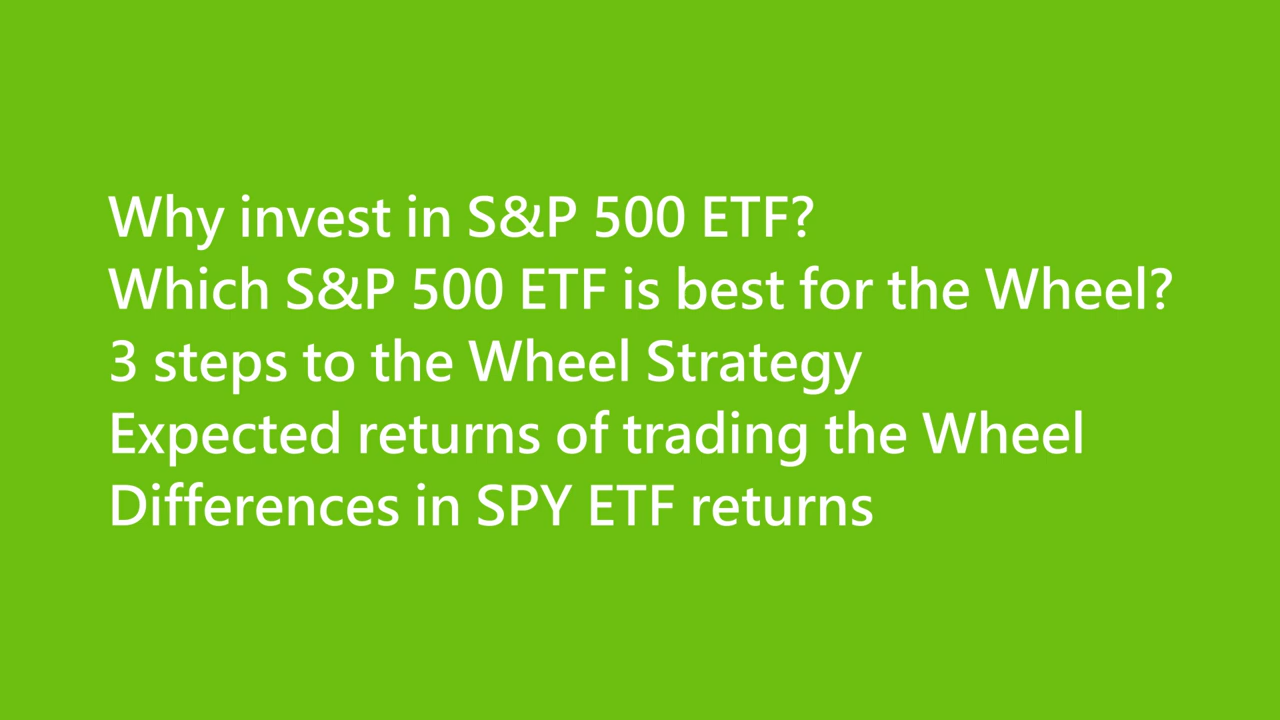 Why invest in S&P 500 ETF?
Which S&P 500 ETF is best for the Wheel?
3 steps to the Wheel Strategy
Expected returns of trading the Wheel
Differences in SPY ETF returns